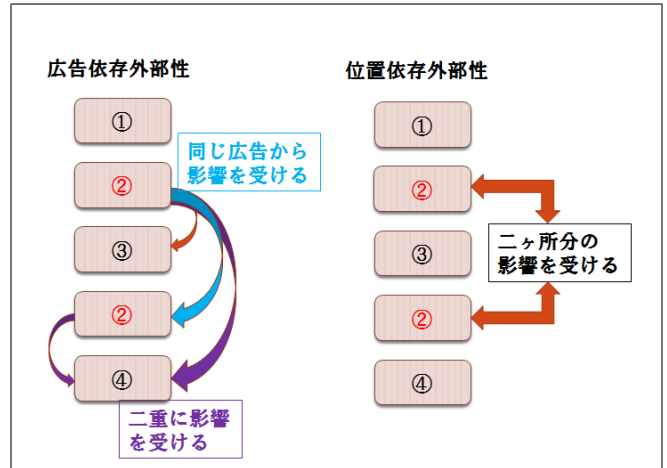 広告依存外部性
①
②
③
②
④
同じ広告から
影響を受ける
二重に影響
を受ける
位置依存外部性
①
②
③
②
④
二ヶ所分の
影響を受ける